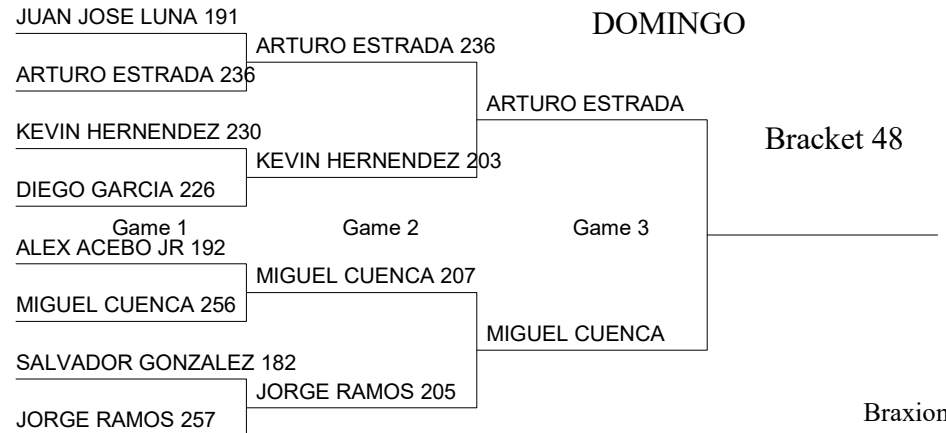 JUAN JOSE LUNA 191
DOMINGO
ARTURO ESTRADA 236
ARTURO ESTRADA 236
ARTURO ESTRADA
KEVIN HERNENDEZ 230
Bracket 48
KEVIN HERNENDEZ 203
DIEGO GARCIA 226
Game 1
Game 2
Game 3
ALEX ACEBO JR 192
MIGUEL CUENCA 207
MIGUEL CUENCA 256
MIGUEL CUENCA
SALVADOR GONZALEZ 182
JORGE RAMOS 205
JORGE RAMOS 257
Braxion